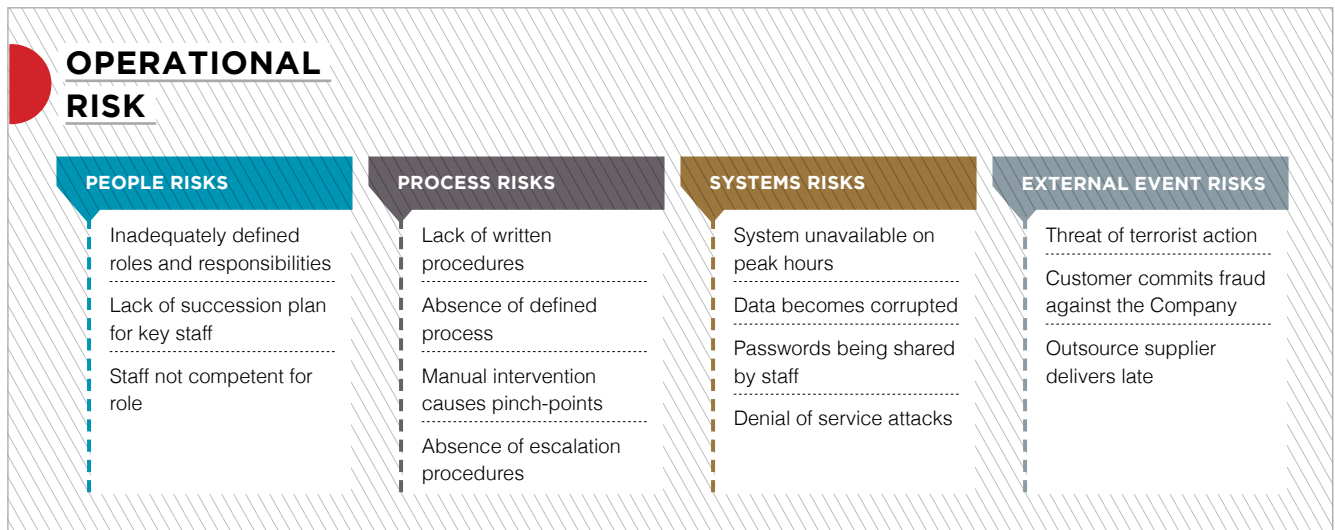 OPERATIONAL
RISK
PEOPLE RISKS
Inadequately defined
roles and responsibilities
Lack of succession plan
for key staff
Staff not competent for
role
PROCESS RISKS
Lack of written
procedures
Absence of defined
process
Manual intervention
causes pinch-points
Absence of escalation
procedures
SYSTEMS RISKS
System unavailable on
peak hours
Data becomes corrupted
Passwords being shared
by staff
Denial of service attacks
EXTERNAL EVENT RISKS
Threat of terrorist action
Customer commits fraud
against the Company
Outsource supplier
delivers late